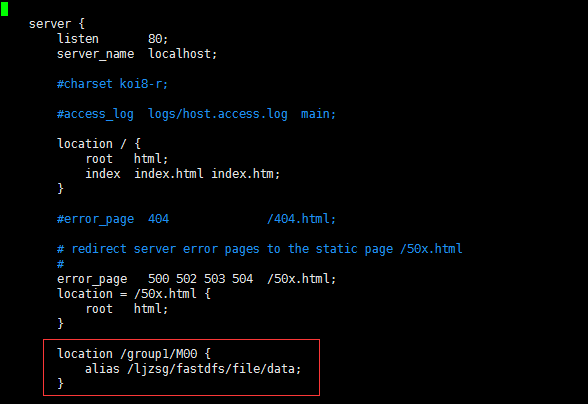 server {
listen 80;
server_name localhost;
#charset koi8-r;
#access_log logs/host.access.log main;
location / {
root html;
index index.html index.htm;
}
#error_page 404 /404.html;
# redirect server error pages to the static page /50x.html
#
error_page 500 502 503 504 /50x.html;
location = /50x.html {
root html;
}
location /group1/M00 {
alias /ljzsg/fastdfs/file/data;
}